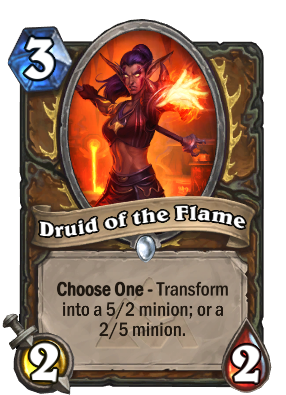 3
Druid of the Flame
Choose One - Transform
into a 5/2 minion; or a
2/5 minion.
2
2